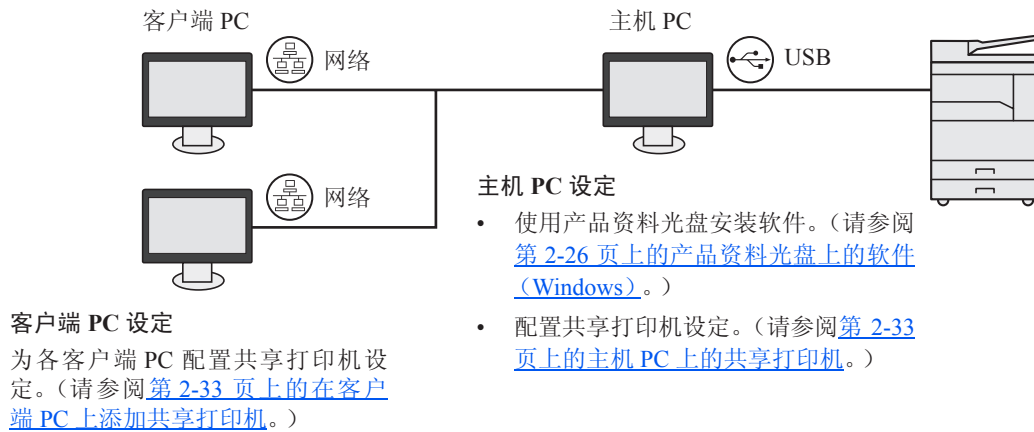 客户端 PC
主机 PC
网络
USB
网络
主机 PC 设定
• 使用产品资料光盘安装软件。（请参阅
第 2-26 页上的产品资料光盘上的软件
（Windows）。）
• 配置共享打印机设定。（请参阅第 2-33
页上的主机 PC 上的共享打印机。）
客户端 PC 设定
为各客户端 PC 配置共享打印机设
定。（请参阅第 2-33 页上的在客户
端 PC 上添加共享打印机。）